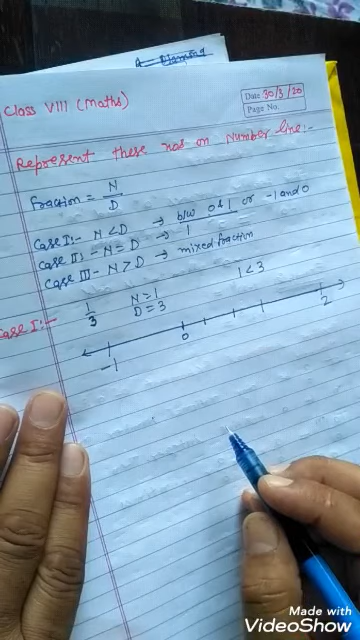 a Diamond
Class VIII (Maths)
Date 30/3/20
Page No.
Represent these nos on Number line:-
Fraction = N/D
Case I:- N<D → b/w 0 & 1 or -1 and 0
Case II:- N=D → 1
Case III- N>D → mixed fraction
Case I:-
1/3 N=1 D=3 1<3
-1 0 2
Made with
VideoShow